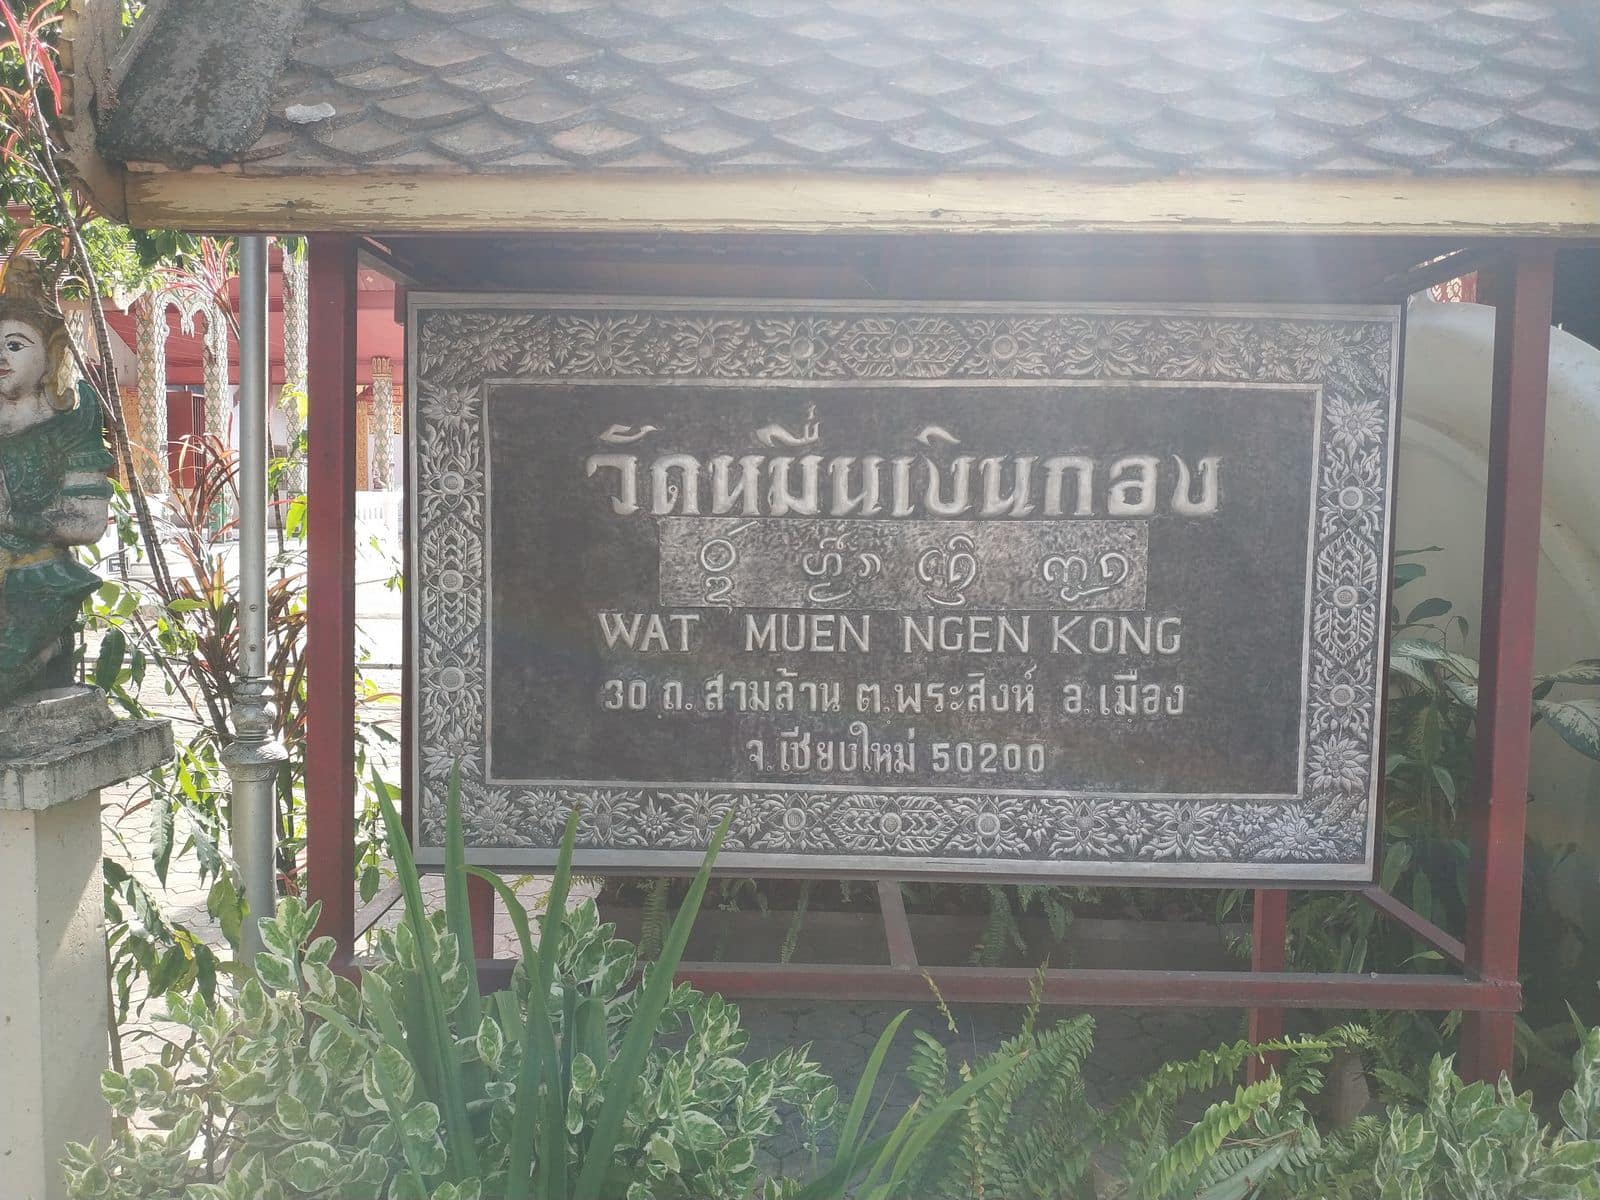 วัดหมื่นเงินกอง
WAT MUEN NGEN KONG
30 ถ. สามล้าน ต.พระสิงห์ อ.เมือง
จ.เชียงใหม่ 50200